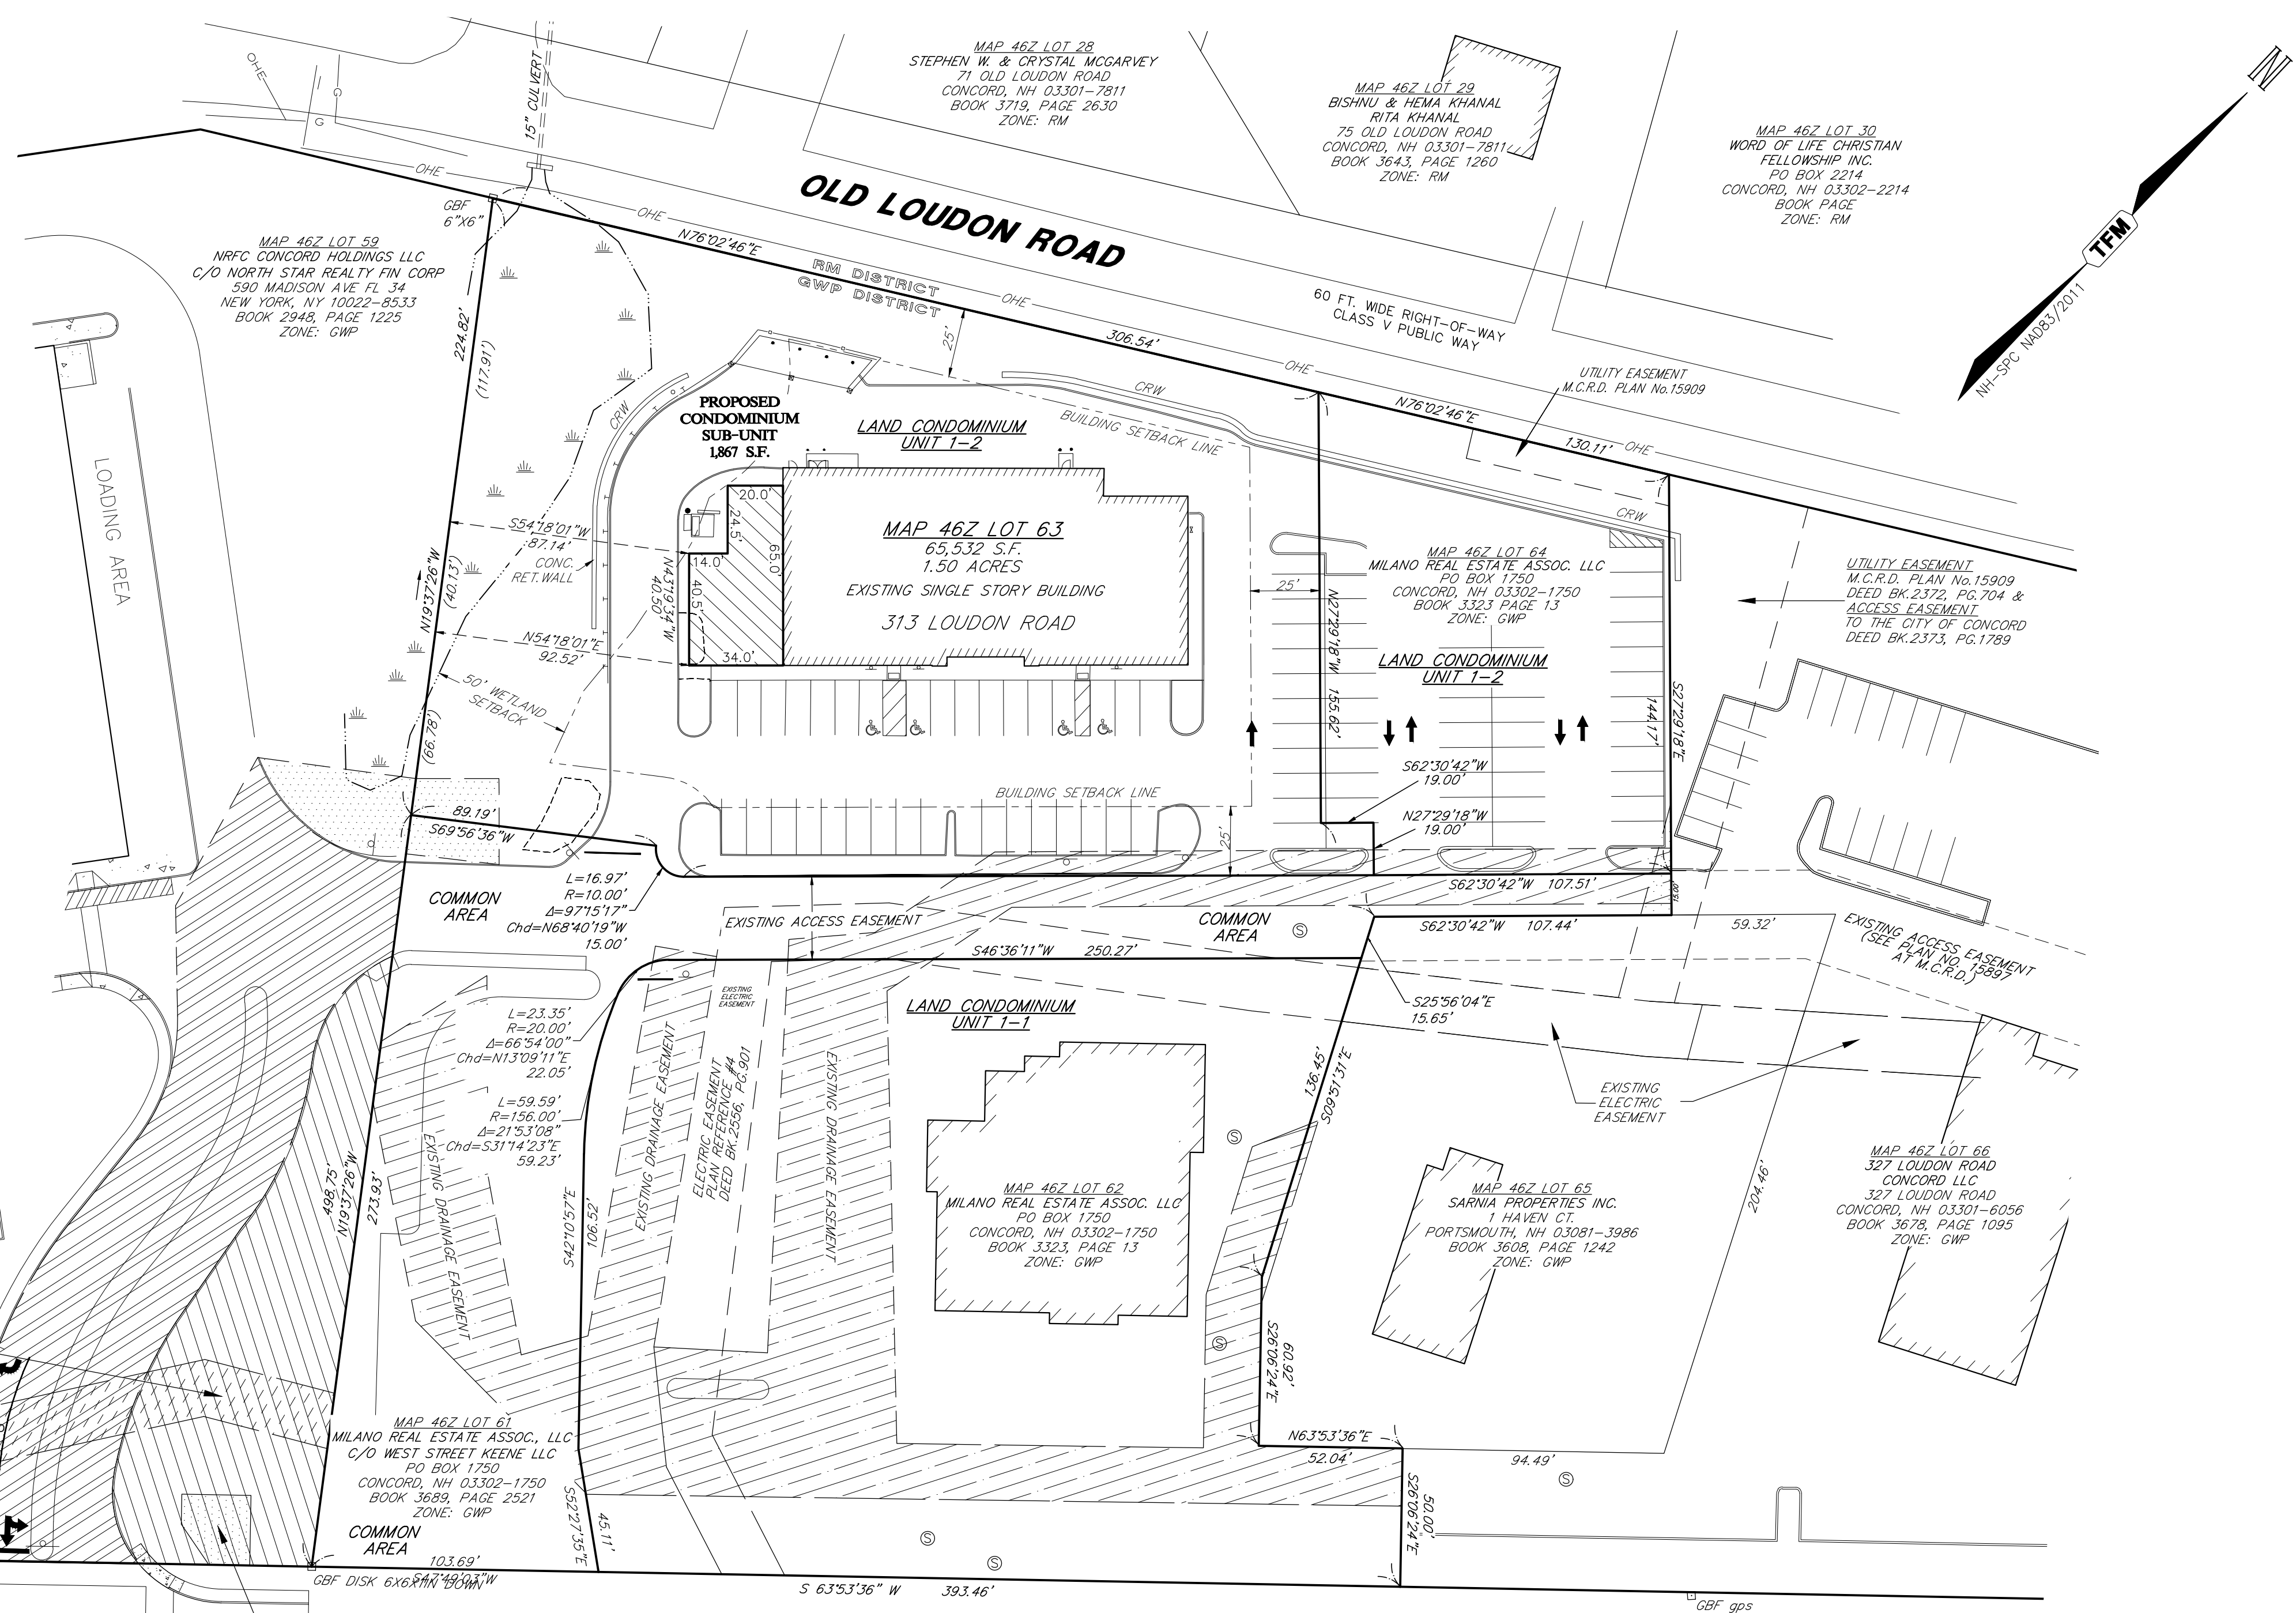 MAP 46Z LOT 28
STEPHEN W. & CRYSTAL MCGARVEY
71 OLD LOUDON ROAD
CONCORD, NH 03301-7811
BOOK 3719, PAGE 2630
ZONE: RM
MAP 46Z LOT 29
BISHNU & HEMA KHANAL
RITA KHANAL
75 OLD LOUDON ROAD
CONCORD, NH 03301-7811
BOOK 3643, PAGE 1260
ZONE: RM
MAP 46Z LOT 30
WORD OF LIFE CHRISTIAN
FELLOWSHIP INC.
PO BOX 2214
CONCORD, NH 03302-2214
BOOK PAGE
ZONE: RM
N
TFM
NH-SPC NAD83/2011
OHE
G
G
15" CULVERT
OHE
GBF
6"X6"
OHE
OLD LOUDON ROAD
N76°02'46"E
RM DISTRICT
GWP DISTRICT
OHE
25'
306.54'
60 FT. WIDE RIGHT-OF-WAY
CLASS V PUBLIC WAY
OHE
UTILITY EASEMENT
M.C.R.D. PLAN No.15909
N76°02'46"E
130.11'
OHE
MAP 46Z LOT 59
NRFC CONCORD HOLDINGS LLC
C/O NORTH STAR REALTY FIN CORP
590 MADISON AVE FL 34
NEW YORK, NY 10022-8533
BOOK 2948, PAGE 1225
ZONE: GWP
224.82'
(117.91')
LOADING AREA
CRW
PROPOSED
CONDOMINIUM
SUB-UNIT
1,867 S.F.
LAND CONDOMINIUM
UNIT 1-2
CRW
BUILDING SETBACK LINE
CRW
20.0'
24.5'
65.0'
14.0'
40.5'
34.0'
N43°19'34"W
40.50'
S54°18'01"W
87.14'
CONC.
RET.WALL
N54°18'01"E
92.52'
N19°37'26"W
(40.13')
50' WETLAND
SETBACK
(66.78')
MAP 46Z LOT 63
65,532 S.F.
1.50 ACRES
EXISTING SINGLE STORY BUILDING
313 LOUDON ROAD
25'
N27°29'18"W 155.62'
MAP 46Z LOT 64
MILANO REAL ESTATE ASSOC. LLC
PO BOX 1750
CONCORD, NH 03302-1750
BOOK 3323 PAGE 13
ZONE: GWP
LAND CONDOMINIUM
UNIT 1-2
S27°29'18"E
144.17'
UTILITY EASEMENT
M.C.R.D. PLAN No.15909
DEED BK.2372, PG.704 &
ACCESS EASEMENT
TO THE CITY OF CONCORD
DEED BK.2373, PG.1789
S62°30'42"W
19.00'
N27°29'18"W
19.00'
BUILDING SETBACK LINE
25'
89.19'
S69°56'36"W
COMMON
AREA
L=16.97'
R=10.00'
Δ=97°15'17"
Chd=N68°40'19"W
15.00'
EXISTING ACCESS EASEMENT
COMMON
AREA
S
S62°30'42"W 107.51'
15.00'
S62°30'42"W 107.44'
59.32'
EXISTING ACCESS EASEMENT
(SEE PLAN NO. 15897
AT M.C.R.D.)
S46°36'11"W 250.27'
S25°56'04"E
15.65'
L=23.35'
R=20.00'
Δ=66°54'00"
Chd=N13°09'11"E
22.05'
EXISTING
ELECTRIC
EASEMENT
LAND CONDOMINIUM
UNIT 1-1
L=59.59'
R=156.00'
Δ=21°53'08"
Chd=S31°14'23"E
59.23'
EXISTING DRAINAGE EASEMENT
EXISTING DRAINAGE EASEMENT
ELECTRIC EASEMENT
PLAN REFERENCE #4
DEED BK.2556, PG.901
EXISTING DRAINAGE EASEMENT
136.45'
S09°51'31"E
EXISTING
ELECTRIC
EASEMENT
498.75'
N19°37'26"W
273.93'
S42°10'57"E
106.52'
S
MAP 46Z LOT 62
MILANO REAL ESTATE ASSOC. LLC
PO BOX 1750
CONCORD, NH 03302-1750
BOOK 3323, PAGE 13
ZONE: GWP
MAP 46Z LOT 65
SARNIA PROPERTIES INC.
1 HAVEN CT.
PORTSMOUTH, NH 03081-3986
BOOK 3608, PAGE 1242
ZONE: GWP
204.46'
MAP 46Z LOT 66
327 LOUDON ROAD
CONCORD LLC
327 LOUDON ROAD
CONCORD, NH 03301-6056
BOOK 3678, PAGE 1095
ZONE: GWP
S
60.92'
S26°06'24"E
MAP 46Z LOT 61
MILANO REAL ESTATE ASSOC., LLC
C/O WEST STREET KEENE LLC
PO BOX 1750
CONCORD, NH 03302-1750
BOOK 3689, PAGE 2521
ZONE: GWP
N63°53'36"E
52.04'
94.49'
S
S52°27'35"E
45.11'
50.00'
S26°06'24"E
COMMON
AREA
S
S
103.69'
S47°49'03"W
GBF DISK 6X6X11IN DOWN
S 63°53'36" W 393.46'
GBF gps